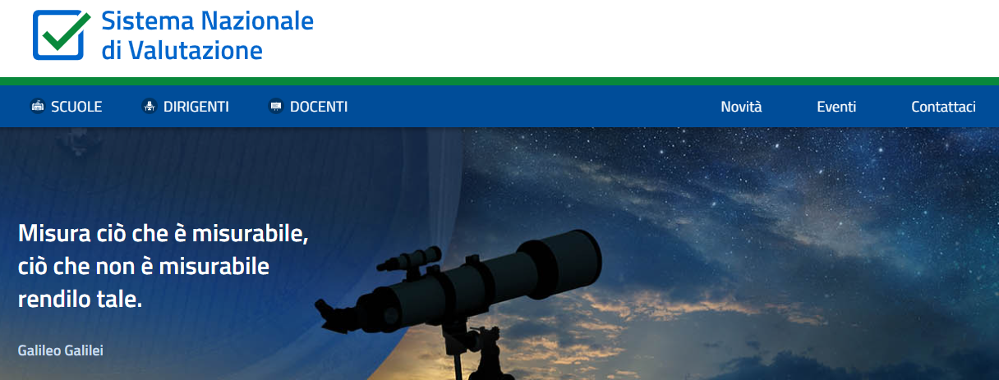 Sistema Nazionale
di Valutazione
SCUOLE DIRIGENTI DOCENTI Novità Eventi Contattaci
Misura ciò che è misurabile,
ciò che non è misurabile
rendilo tale.
Galileo Galilei